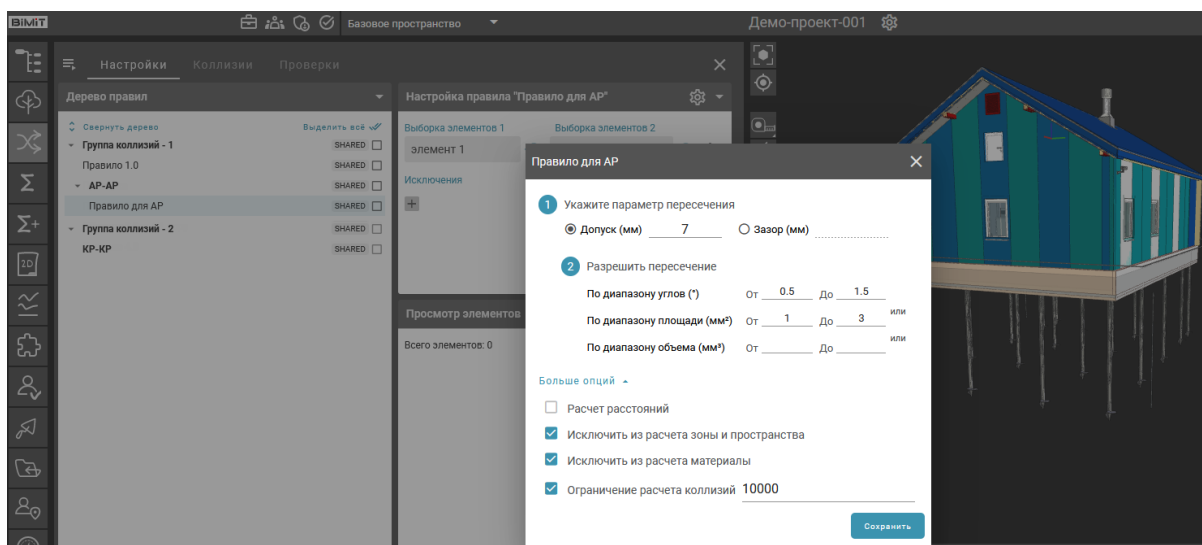 BIMIT
Базовое пространство
Демо-проект-001
Настройки Коллизии Проверки
Дерево правил
Свернуть дерево Выделить всё
Группа коллизий - 1 SHARED
Правило 1.0 SHARED
АР-АР SHARED
Правило для АР SHARED
Группа коллизий - 2 SHARED
КР-КР SHARED
Настройка правила "Правило для АР"
Выборка элементов 1 Выборка элементов 2
элемент 1
Исключения
+
Просмотр элементов
Всего элементов: 0
Правило для АР
1 Укажите параметр пересечения
Допуск (мм) 7 Зазор (мм)
2 Разрешить пересечение
По диапазону углов (°) От 0.5 До 1.5
или
По диапазону площади (мм²) От 1 До 3
или
По диапазону объема (мм³) От До
Больше опций
Расчет расстояний
Исключить из расчета зоны и пространства
Исключить из расчета материалы
Ограничение расчета коллизий 10000
Сохранить
2D